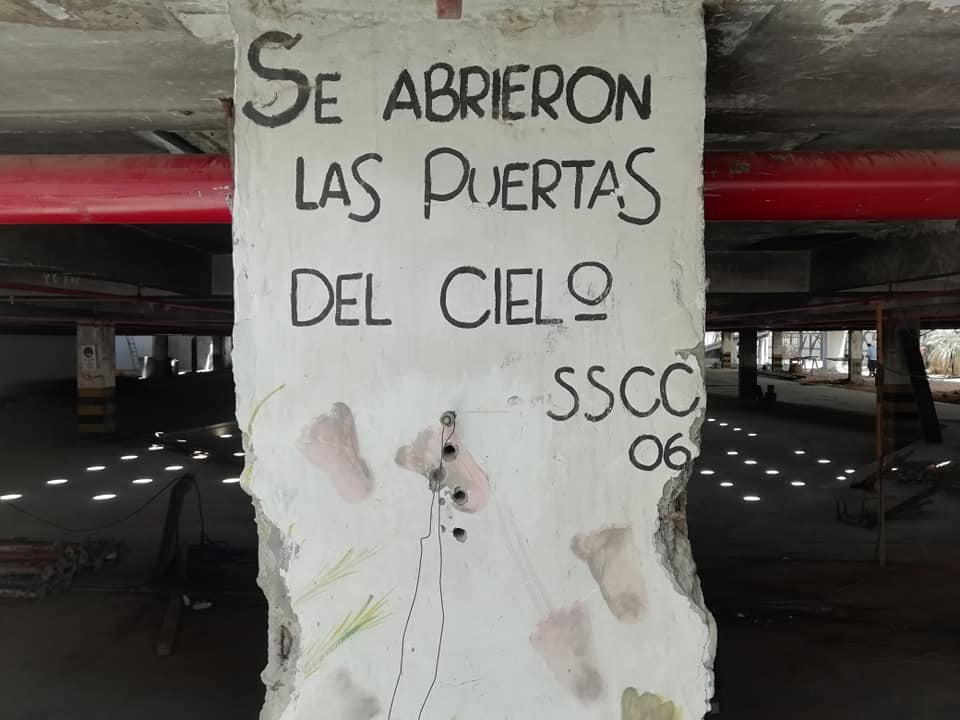 SE ABRIERON
LAS PUERTAS
DEL CIELO
SSCC
06